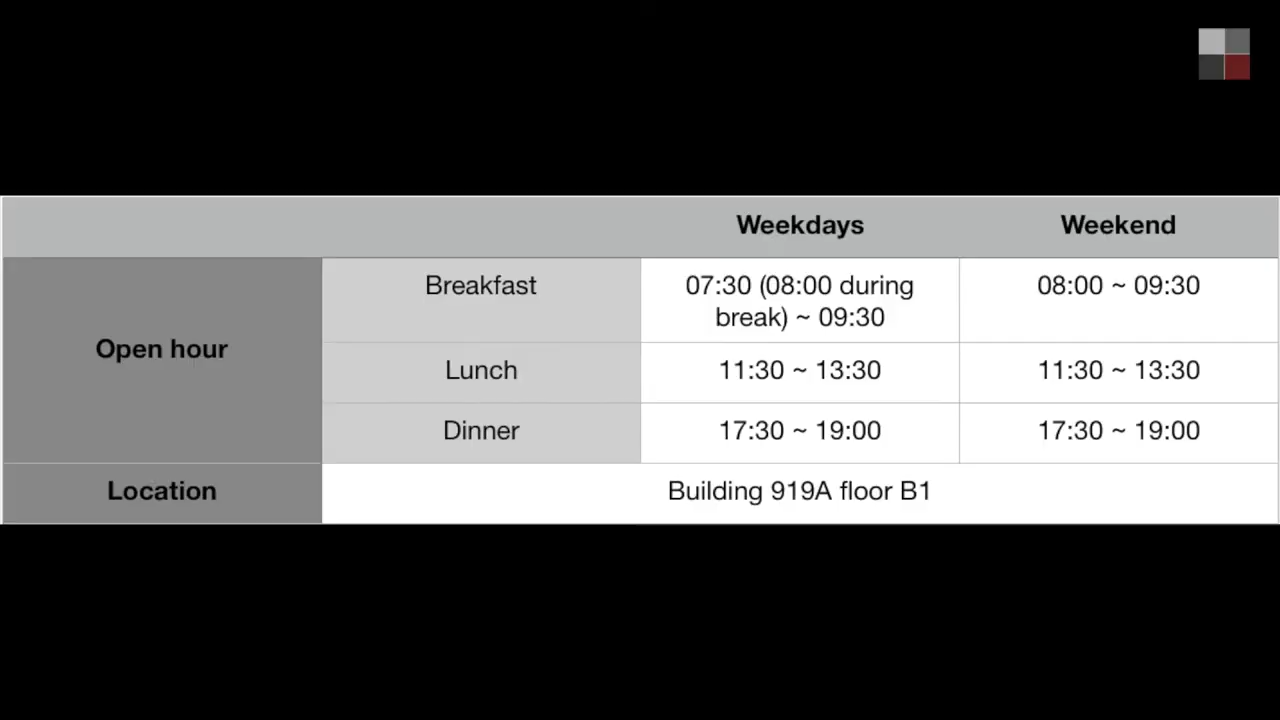 Weekdays Weekend
Open hour
Breakfast
07:30 (08:00 during
break) ~ 09:30
08:00 ~ 09:30
Lunch
11:30 ~ 13:30
11:30 ~ 13:30
Dinner
17:30 ~ 19:00
17:30 ~ 19:00
Location
Building 919A floor B1